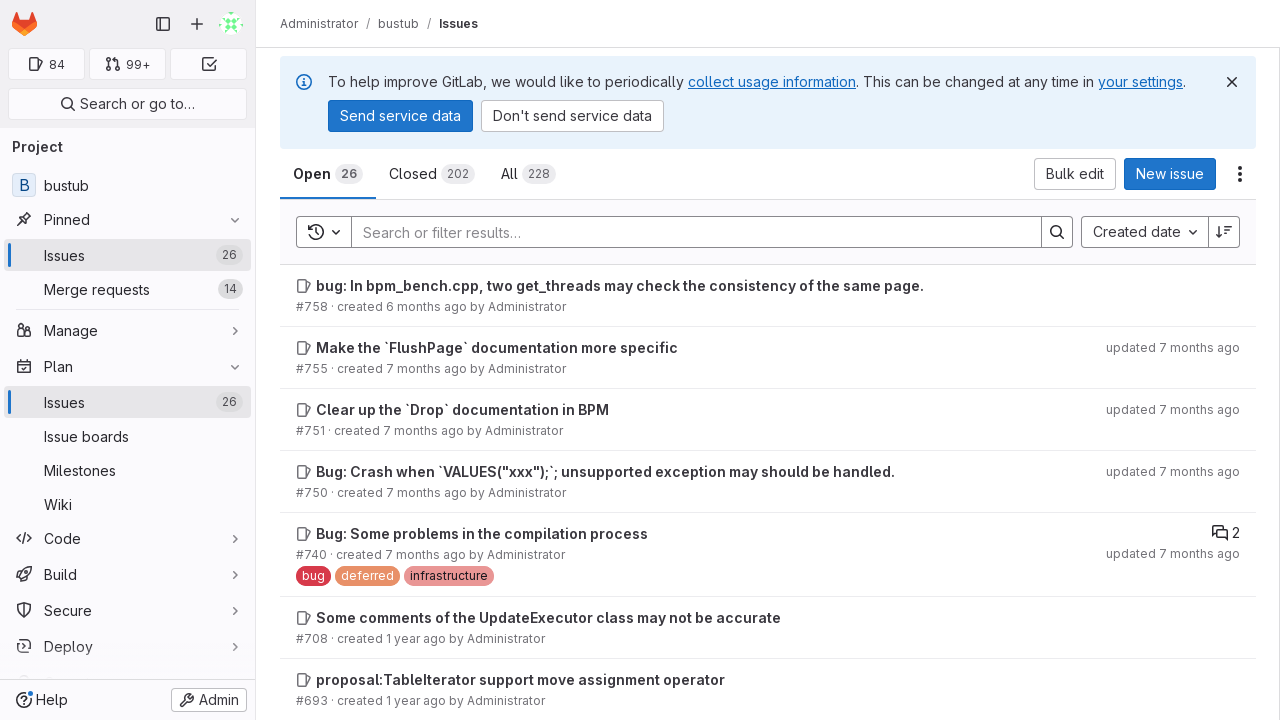 Administrator / bustub / Issues
84
99+
Search or go to…
Project
B bustub
Pinned
Issues 26
Merge requests 14
Manage
Plan
Issues 26
Issue boards
Milestones
Wiki
Code
Build
Secure
Deploy
Help
Admin
To help improve GitLab, we would like to periodically collect usage information. This can be changed at any time in your settings.
Send service data
Don't send service data
Open 26
Closed 202
All 228
Bulk edit
New issue
Search or filter results…
Created date
bug: In bpm_bench.cpp, two get_threads may check the consistency of the same page.
#758 · created 6 months ago by Administrator
Make the `FlushPage` documentation more specific
updated 7 months ago
#755 · created 7 months ago by Administrator
Clear up the `Drop` documentation in BPM
updated 7 months ago
#751 · created 7 months ago by Administrator
Bug: Crash when `VALUES("xxx");`; unsupported exception may should be handled.
updated 7 months ago
#750 · created 7 months ago by Administrator
Bug: Some problems in the compilation process
2
#740 · created 7 months ago by Administrator
updated 7 months ago
bug deferred infrastructure
Some comments of the UpdateExecutor class may not be accurate
#708 · created 1 year ago by Administrator
proposal:TableIterator support move assignment operator
#693 · created 1 year ago by Administrator